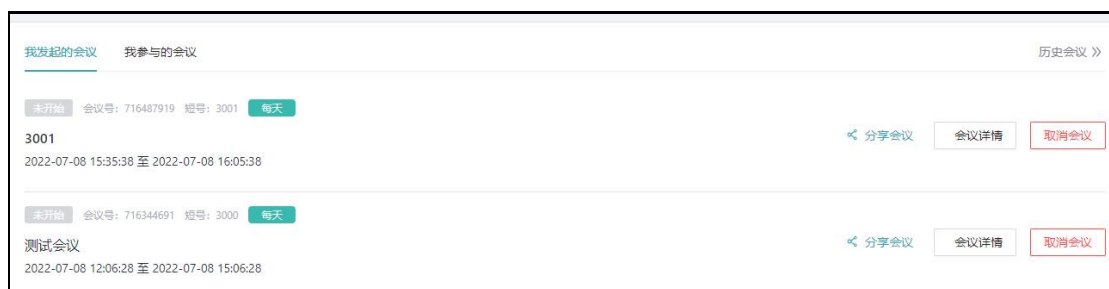 我发起的会议 我参与的会议 历史会议 》
未开始 会议号: 716487919 短号: 3001 每天
3001
分享会议 会议详情 取消会议
2022-07-08 15:35:38 至 2022-07-08 16:05:38
未开始 会议号: 716344691 短号: 3000 每天
测试会议
分享会议 会议详情 取消会议
2022-07-08 12:06:28 至 2022-07-08 15:06:28